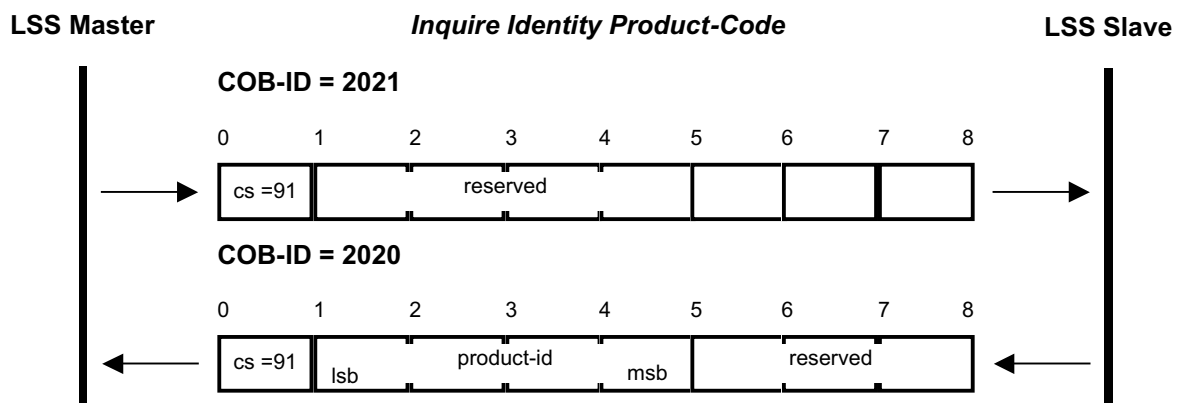 LSS Master Inquire Identity Product-Code LSS Slave
COB-ID = 2021
0 1 2 3 4 5 6 7 8
cs =91 reserved
COB-ID = 2020
0 1 2 3 4 5 6 7 8
cs =91 lsb product-id msb reserved